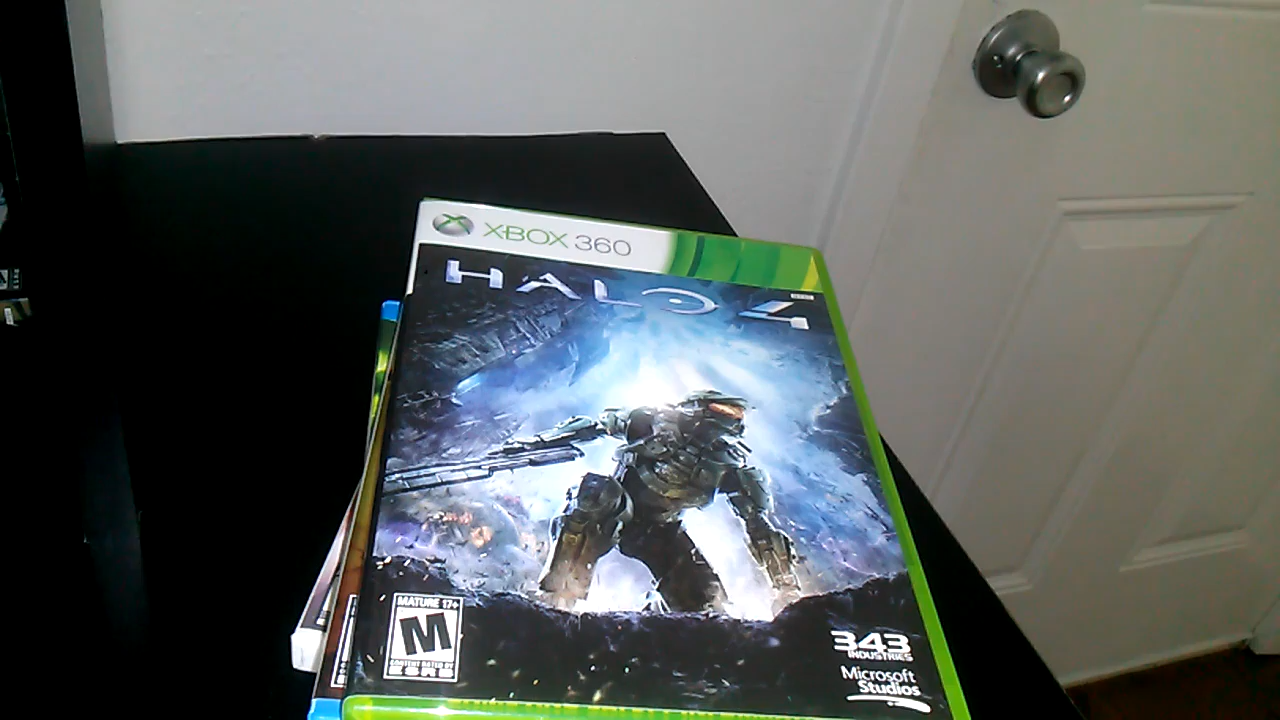 XBOX 360
HALO 4
MATURE 17+
M
CONTENT RATED BY
ESRB
343
INDUSTRIES
Microsoft
Studios